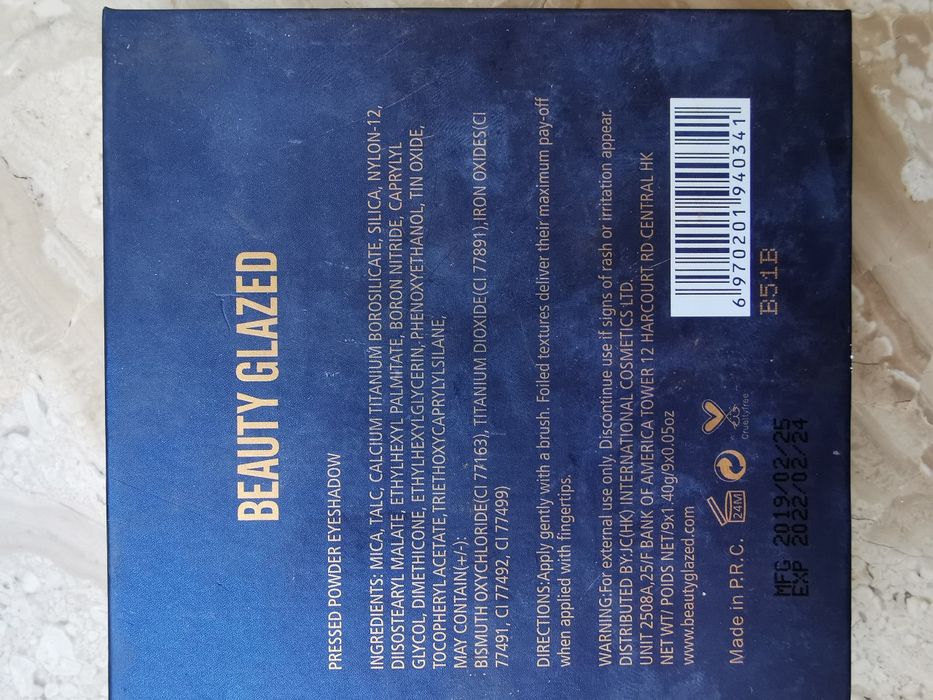 BEAUTY GLAZED
PRESSED POWDER EYESHADOW
INGREDIENTS: MICA, TALC, CALCIUM TITANIUM BOROSILICATE, SILICA, NYLON-12,
DIISOSTEARYL MALATE, ETHYLHEXYL PALMITATE, BORON NITRIDE, CAPRYLYL
GLYCOL, DIMETHICONE, ETHYLHEXYLGLYCERIN, PHENOXYETHANOL, TIN OXIDE,
TOCOPHERYL ACETATE,TRIETHOXYCAPRYLYLSILANE,
MAY CONTAIN(+/-):
BISMUTH OXYCHLORIDE(CI 77163), TITANIUM DIOXIDE(CI 77891),IRON OXIDES(CI
77491, CI 77492, CI 77499)
DIRECTIONS:Apply gently with a brush. Foiled textures deliver their maximum pay-off
when applied with fingertips.
WARNING:For external use only. Discontinue use if signs of rash or irritation appear.
DISTRIBUTED BY:JC(HK) INTERNATIONAL COSMETICS LTD.
UNIT 2508A,25/F BANK OF AMERICA TOWER 12 HARCOURT RD CENTRAL HK
NET WT/ POIDS NET/9x1.40g/9x0.05oz
www.beautyglazed.com
Made in P.R.C.
24M
crueltyfree
6 970201 940341
B51B
MFG 2019/02/25
EXP 2022/02/24